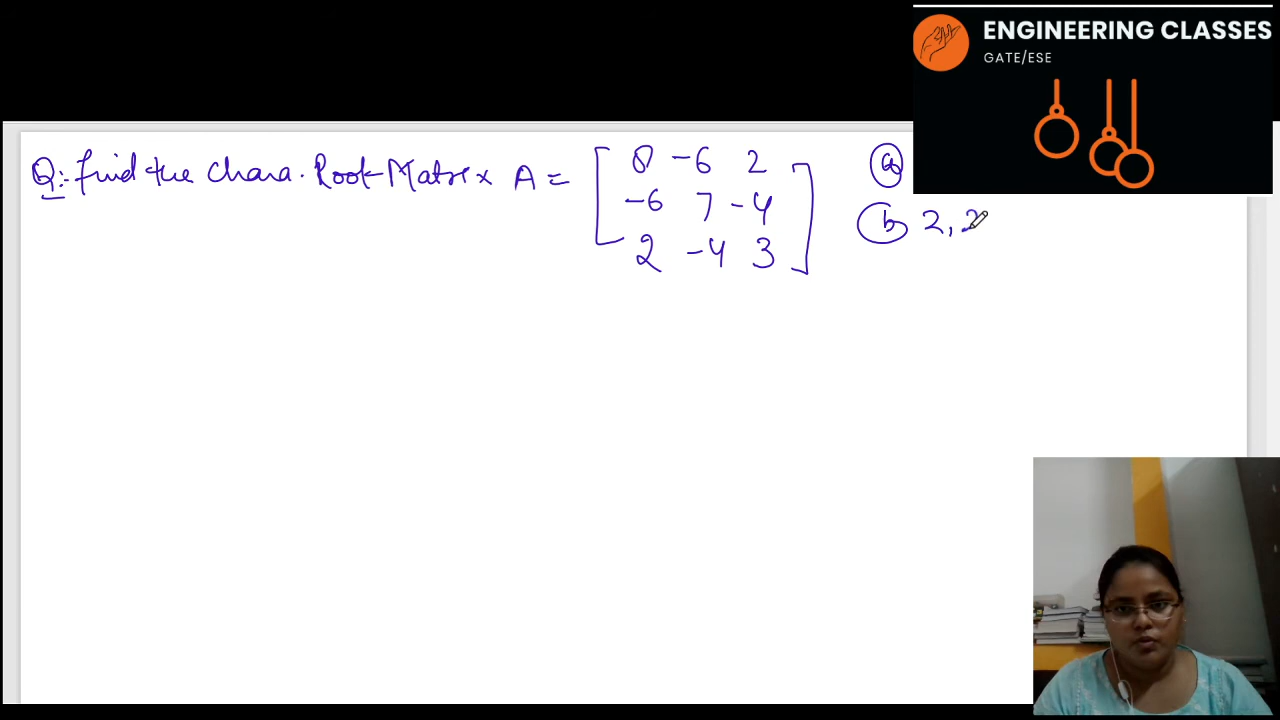 ENGINEERING CLASSES
GATE/ESE
Q:- find the Chara. Root Matrix A = [ 8 -6 2
-6 7 -4
2 -4 3 ]
(a)
(b) 2, 2